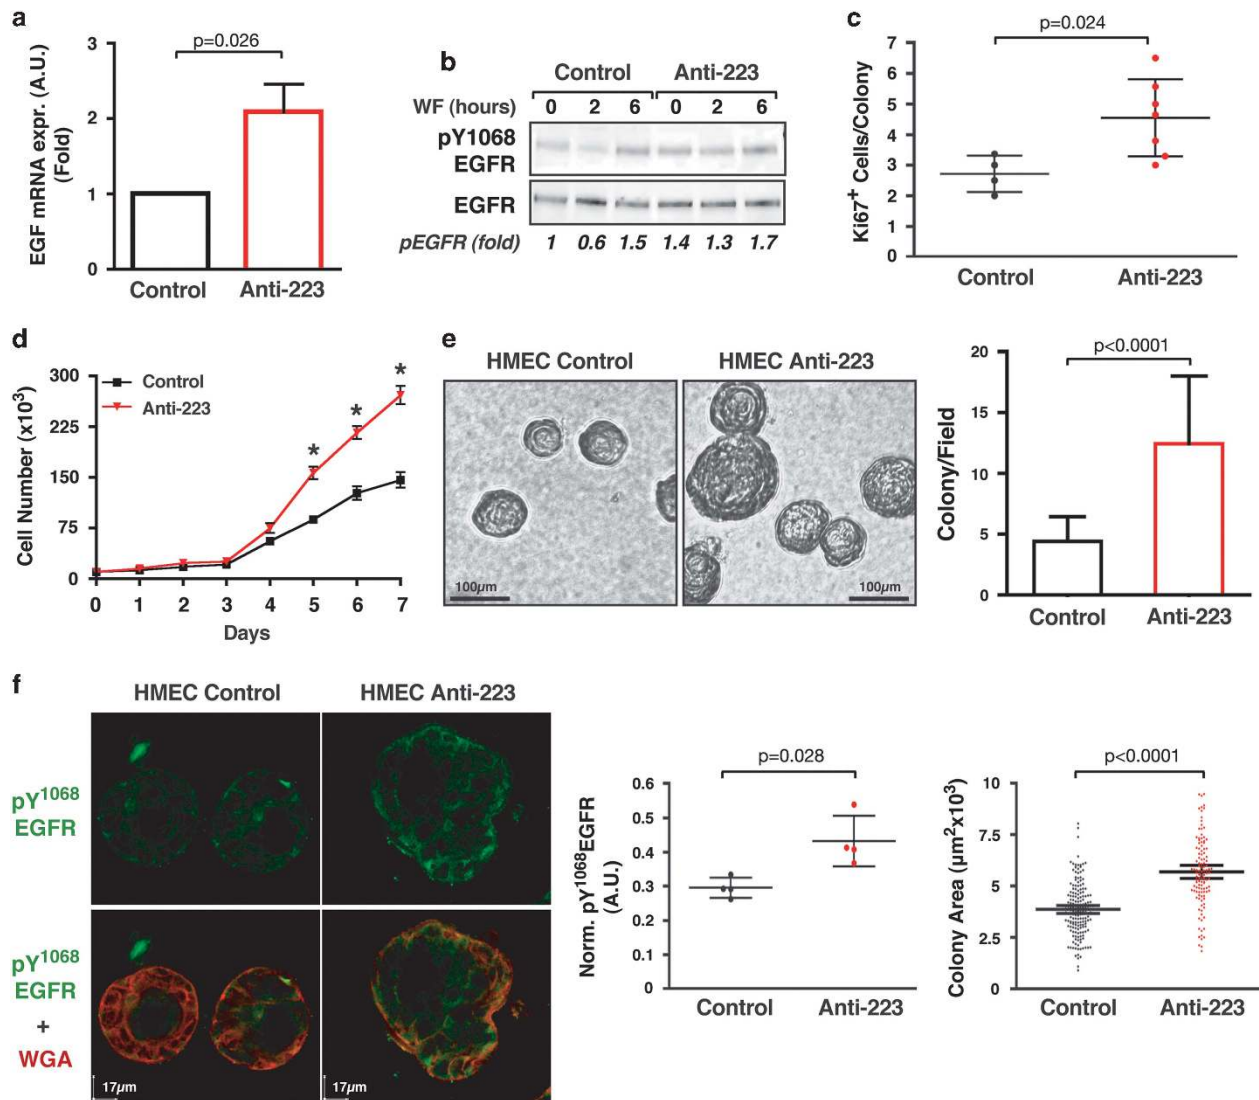 a
EGF mRNA expr. (A.U.)
(Fold)
3
2
1
0
p=0.026
Control Anti-223
b
Control Anti-223
WF (hours) 0 2 6 0 2 6
pY1068
EGFR
EGFR
pEGFR (fold) 1 0.6 1.5 1.4 1.3 1.7
c
Ki67+ Cells/Colony
7
6
5
4
3
2
1
0
p=0.024
Control Anti-223
d
Cell Number (x10³)
300
225
150
75
0
Control
Anti-223
* * *
0 1 2 3 4 5 6 7
Days
e
HMEC Control HMEC Anti-223
100µm 100µm
Colony/Field
20
15
10
5
0
p<0.0001
Control Anti-223
f
HMEC Control HMEC Anti-223
pY¹⁰⁶⁸
EGFR
pY¹⁰⁶⁸
EGFR
+
WGA
17µm 17µm
Norm. pY¹⁰⁶⁸EGFR
(A.U.)
0.6
0.5
0.4
0.3
0.2
0.1
0
p=0.028
Control Anti-223
Colony Area (µm²x10³)
10
7.5
5
2.5
0
p<0.0001
Control Anti-223